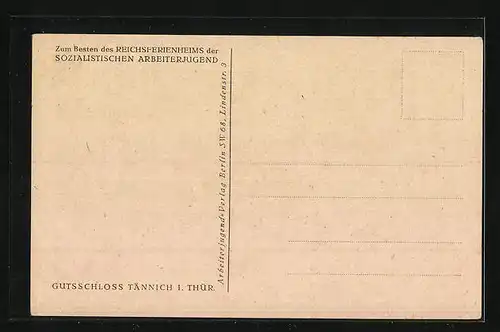 Zum Besten des REICHSFERIENHEIMS der
SOZIALISTISCHEN ARBEITERJUGEND
Arbeiterjugend-Verlag Berlin SW 68, Lindenstr. 3
GUTSSCHLOSS TÄNNICH I. THÜR.